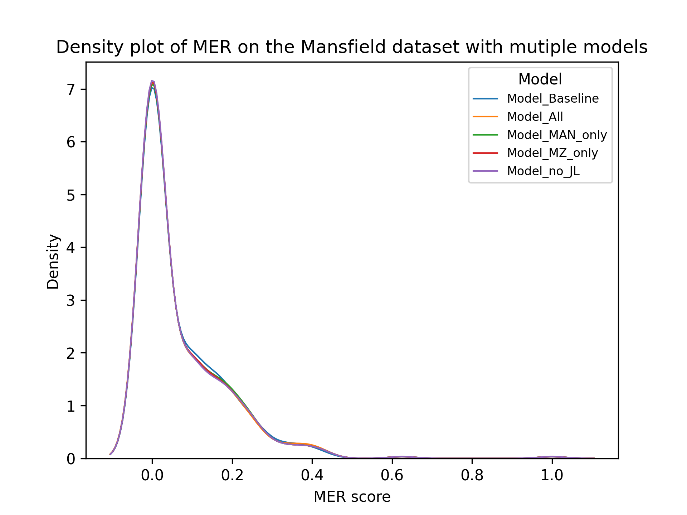 Density plot of MER on the Mansfield dataset with mutiple models
Model
Model_Baseline
Model_All
Model_MAN_only
Model_MZ_only
Model_no_JL
Density
7
6
5
4
3
2
1
0
0.0 0.2 0.4 0.6 0.8 1.0
MER score